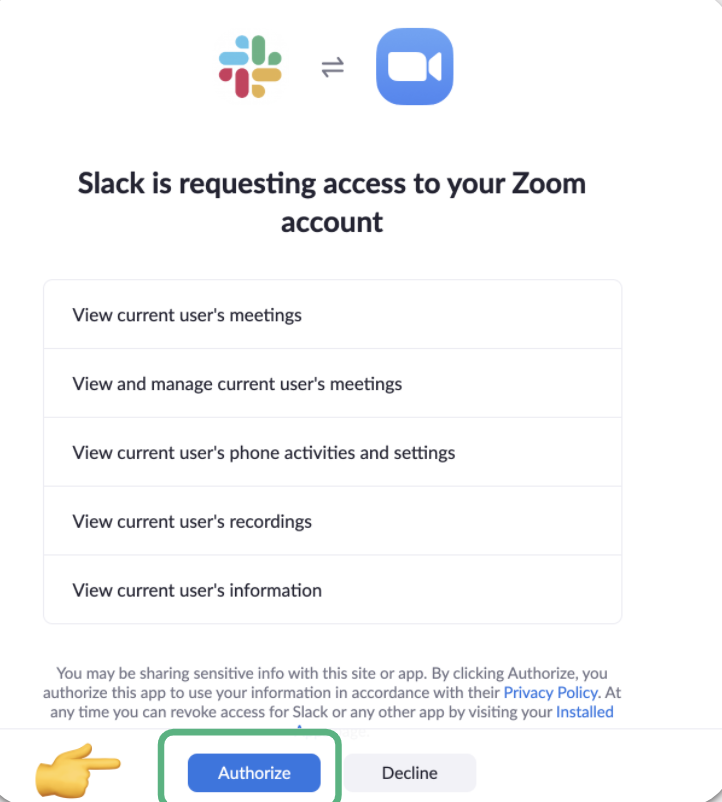 Slack is requesting access to your Zoom
account
View current user's meetings
View and manage current user's meetings
View current user's phone activities and settings
View current user's recordings
View current user's information
You may be sharing sensitive info with this site or app. By clicking Authorize, you
authorize this app to use your information in accordance with their Privacy Policy. At
any time you can revoke access for Slack or any other app by visiting your Installed
Authorize
Decline